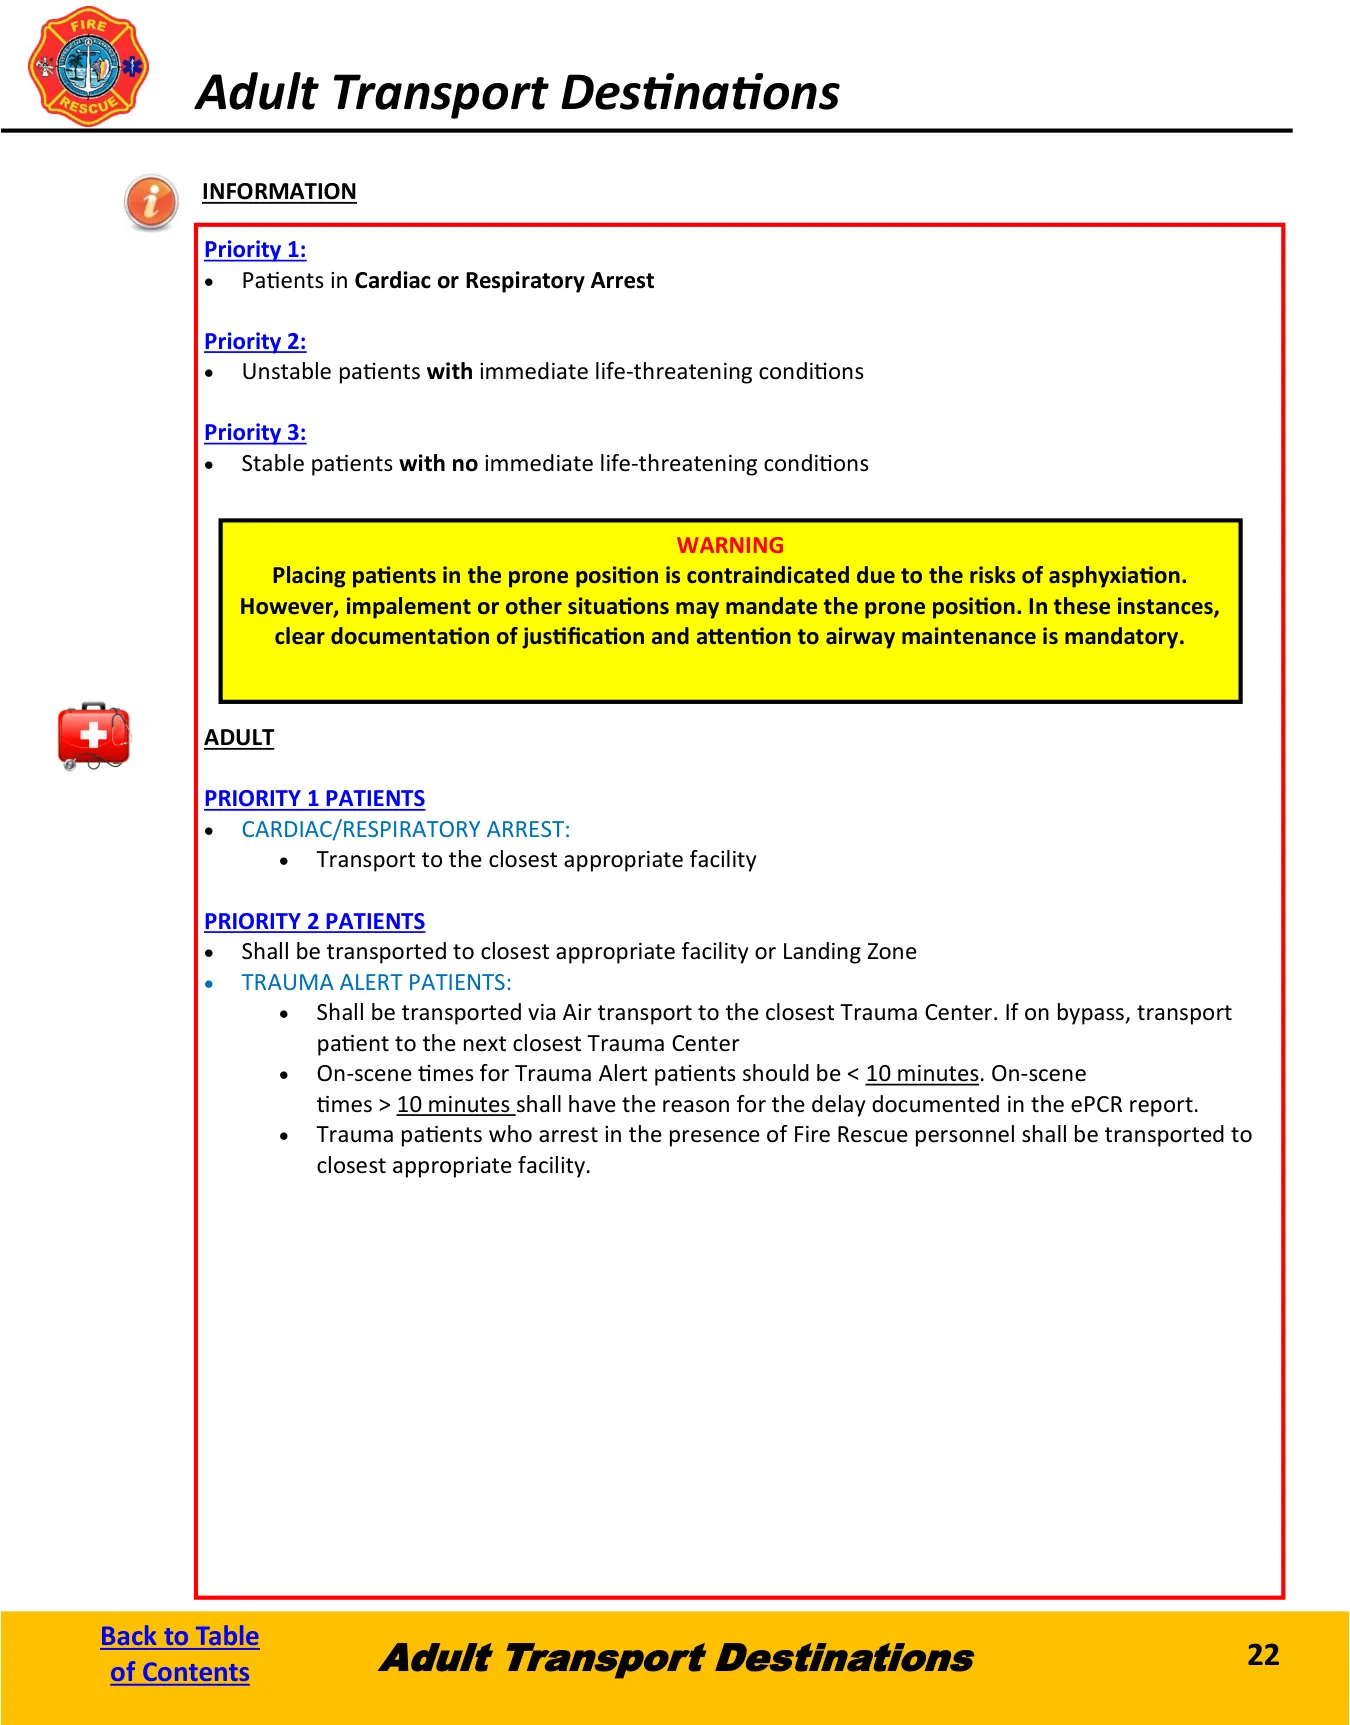 FIRE
RESCUE
Adult Transport Destinations
INFORMATION
Priority 1:
• Patients in Cardiac or Respiratory Arrest
Priority 2:
• Unstable patients with immediate life-threatening conditions
Priority 3:
• Stable patients with no immediate life-threatening conditions
WARNING
Placing patients in the prone position is contraindicated due to the risks of asphyxiation.
However, impalement or other situations may mandate the prone position. In these instances,
clear documentation of justification and attention to airway maintenance is mandatory.
ADULT
PRIORITY 1 PATIENTS
• CARDIAC/RESPIRATORY ARREST:
• Transport to the closest appropriate facility
PRIORITY 2 PATIENTS
• Shall be transported to closest appropriate facility or Landing Zone
• TRAUMA ALERT PATIENTS:
• Shall be transported via Air transport to the closest Trauma Center. If on bypass, transport
patient to the next closest Trauma Center
• On-scene times for Trauma Alert patients should be < 10 minutes. On-scene
times > 10 minutes shall have the reason for the delay documented in the ePCR report.
• Trauma patients who arrest in the presence of Fire Rescue personnel shall be transported to
closest appropriate facility.
Back to Table
of Contents
Adult Transport Destinations
22